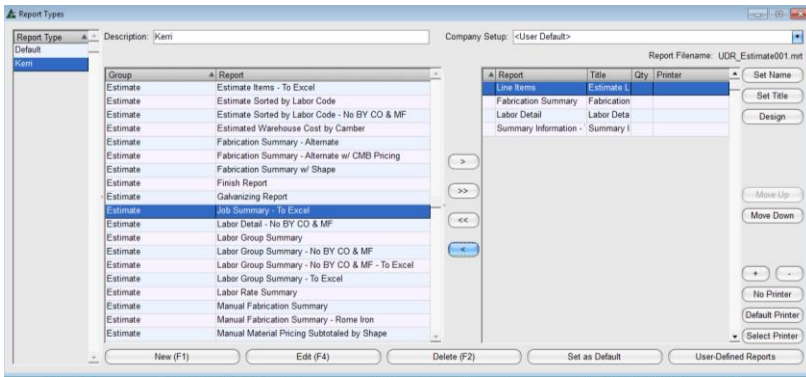 Report Types
Report Type
Default
Kerri
Description: Kerri
Company Setup: <User Default>
Report Filename: UDR_Estimate001.mrt
Group Report
Estimate Estimate Items - To Excel
Estimate Estimate Sorted by Labor Code
Estimate Estimate Sorted by Labor Code - No BY CO & MF
Estimate Estimated Warehouse Cost by Camber
Estimate Fabrication Summary - Alternate
Estimate Fabrication Summary - Alternate w/ CMB Pricing
Estimate Fabrication Summary w/ Shape
Estimate Finish Report
Estimate Galvanizing Report
Estimate Job Summary - To Excel
Estimate Labor Detail - No BY CO & MF
Estimate Labor Group Summary
Estimate Labor Group Summary - No BY CO & MF
Estimate Labor Group Summary - No BY CO & MF - To Excel
Estimate Labor Group Summary - To Excel
Estimate Labor Rate Summary
Estimate Manual Fabrication Summary
Estimate Manual Fabrication Summary - Rome Iron
Estimate Manual Material Pricing Subtotaled by Shape
>
>>
<<
<
Report Title Qty Printer
Line Items Estimate L
Fabrication Summary Fabrication
Labor Detail Labor Deta
Summary Information - Summary I
Set Name
Set Title
Design
Move Up
Move Down
+ -
No Printer
Default Printer
Select Printer
New (F1) Edit (F4) Delete (F2) Set as Default User-Defined Reports